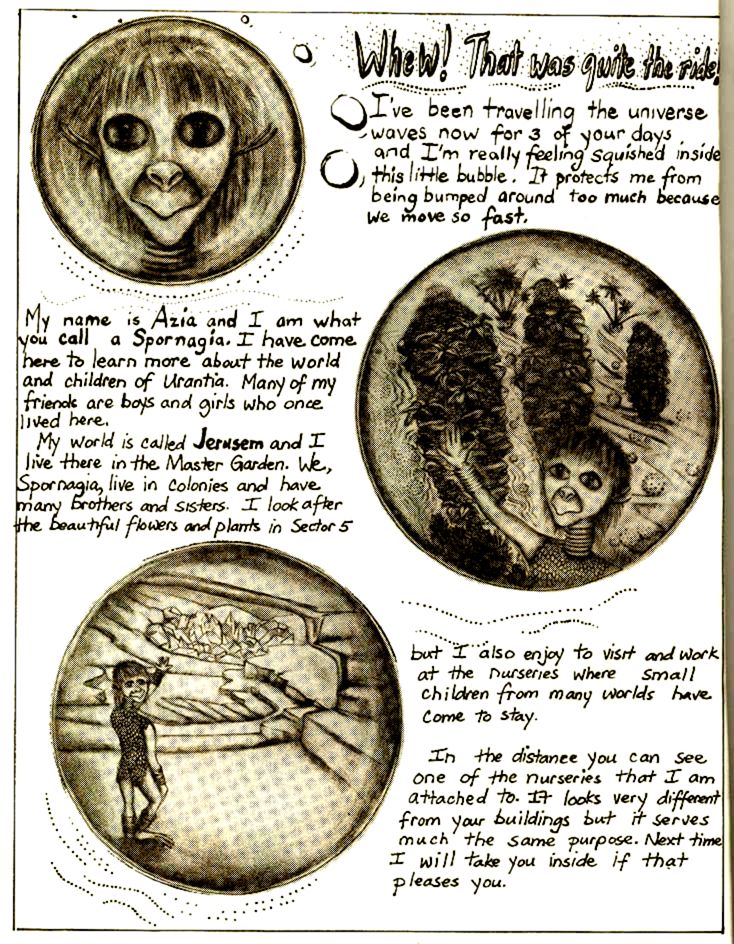 Whew! That was quite the ride!
I've been travelling the universe
waves now for 3 of your days
and I'm really feeling squished inside
this little bubble. It protects me from
being bumped around too much because
we move so fast.
My name is Azia and I am what
you call a Spornagia. I have come
here to learn more about the world
and children of Urantia. Many of my
friends are boys and girls who once
lived here.
My world is called Jerusem and I
live there in the Master Garden. We,
Spornagia, live in colonies and have
many brothers and sisters. I look after
the beautiful flowers and plants in Sector 5
but I also enjoy to visit and work
at the nurseries where small
children from many worlds have
come to stay.
In the distance you can see
one of the nurseries that I am
attached to. It looks very different
from your buildings but it serves
much the same purpose. Next time
I will take you inside if that
pleases you.